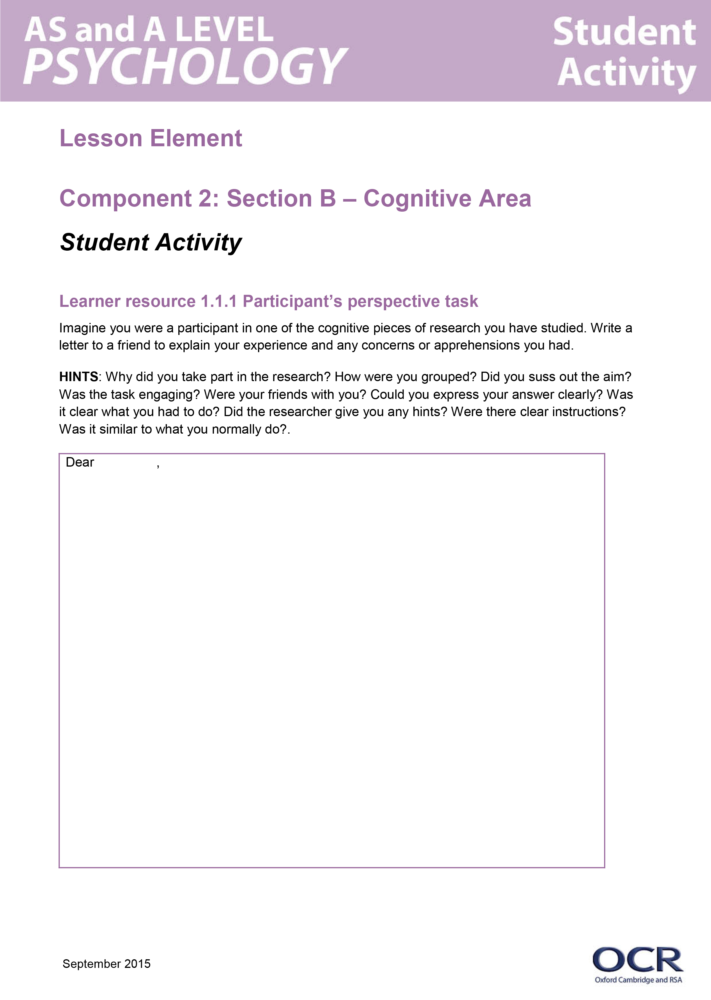 AS and A LEVEL
PSYCHOLOGY
Student
Activity
Lesson Element
Component 2: Section B – Cognitive Area
Student Activity
Learner resource 1.1.1 Participant’s perspective task
Imagine you were a participant in one of the cognitive pieces of research you have studied. Write a
letter to a friend to explain your experience and any concerns or apprehensions you had.
HINTS: Why did you take part in the research? How were you grouped? Did you suss out the aim?
Was the task engaging? Were your friends with you? Could you express your answer clearly? Was
it clear what you had to do? Did the researcher give you any hints? Were there clear instructions?
Was it similar to what you normally do?.
Dear ,
September 2015
OCR
Oxford Cambridge and RSA